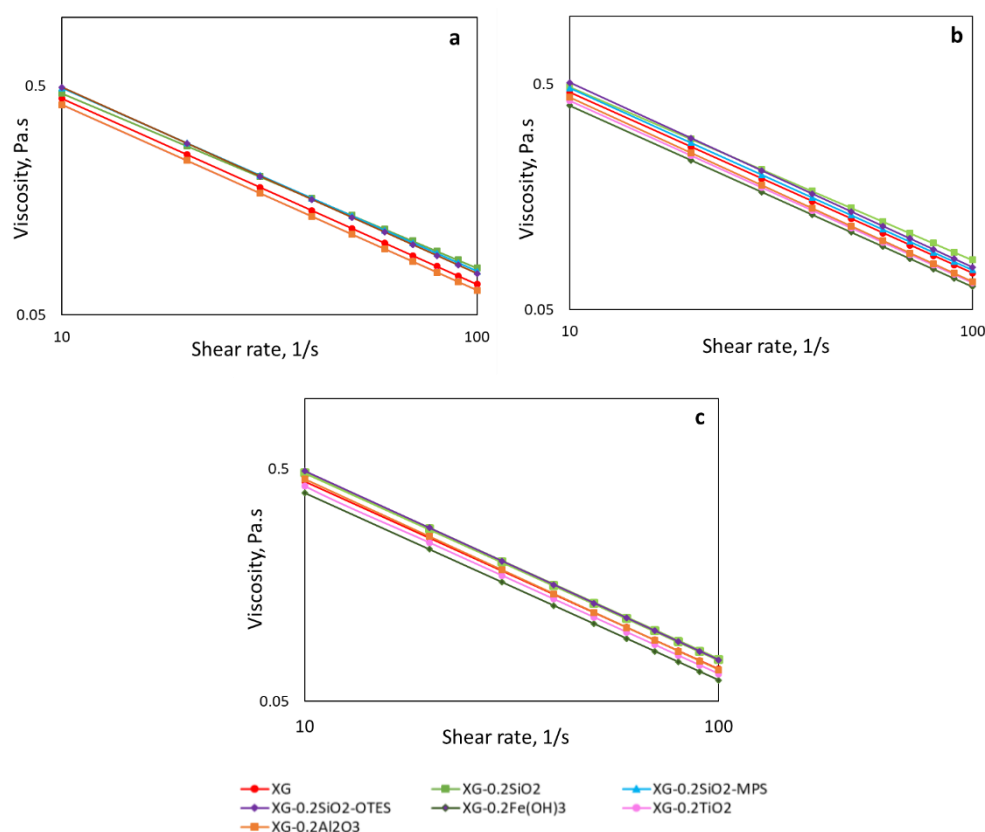 a
0.5
Viscosity, Pa.s
0.05
10
100
Shear rate, 1/s
b
0.5
Viscosity, Pa.s
0.05
10
100
Shear rate, 1/s
c
0.5
Viscosity, Pa.s
0.05
10
100
Shear rate, 1/s
XG
XG-0.2SiO2
XG-0.2SiO2-MPS
XG-0.2SiO2-OTES
XG-0.2Fe(OH)3
XG-0.2TiO2
XG-0.2Al2O3